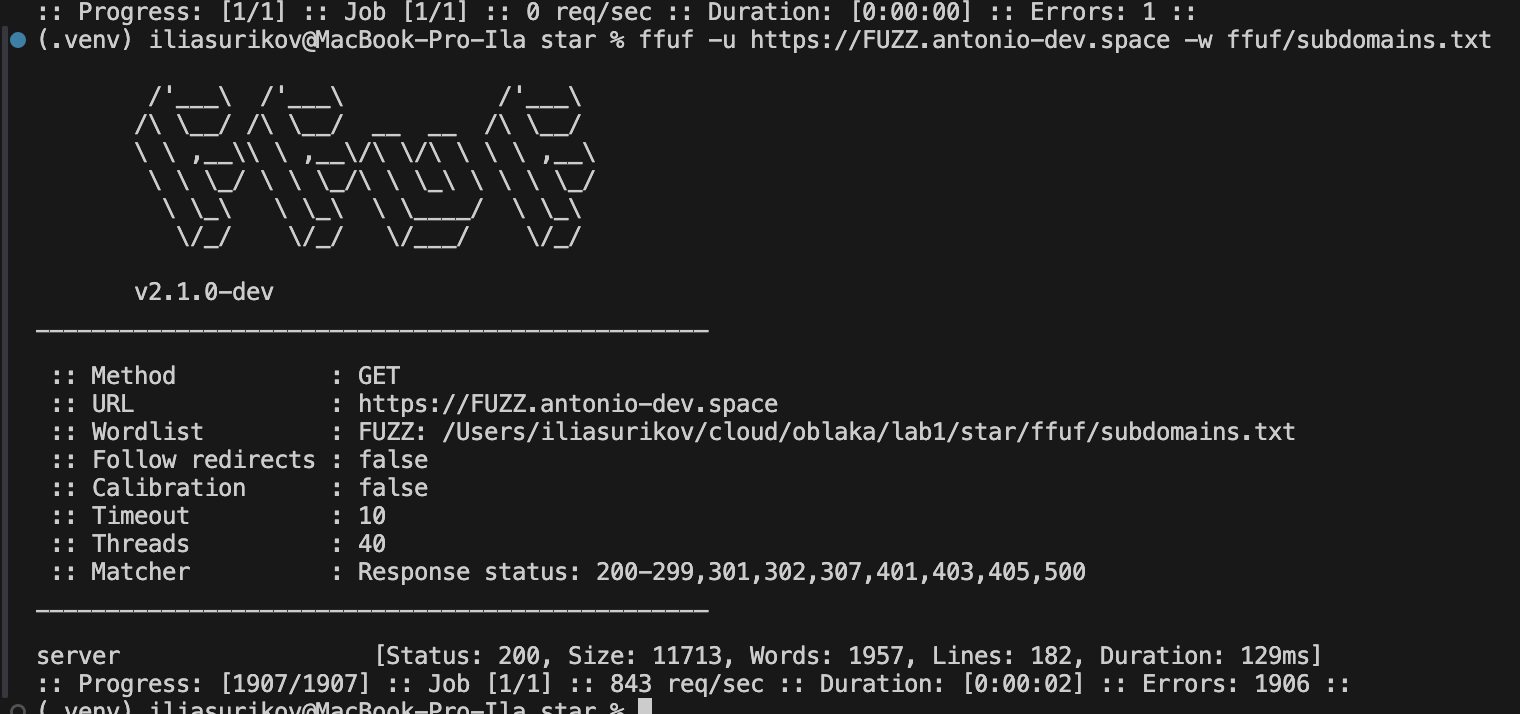 :: Progress: [1/1] :: Job [1/1] :: 0 req/sec :: Duration: [0:00:00] :: Errors: 1 ::
(.venv) iliasurikov@MacBook-Pro-Ila star % ffuf -u https://FUZZ.antonio-dev.space -w ffuf/subdomains.txt
        /'___\  /'___\           /'___\
       /\ \__/ /\ \__/  __  __  /\ \__/
       \ \ ,__\\ \ ,__\/\ \/\ \ \ \ ,__\
        \ \ \_/ \ \ \_/\ \ \_\ \ \ \ \_/
         \ \_\   \ \_\  \ \____/  \ \_\
          \/_/    \/_/   \/___/    \/_/
       v2.1.0-dev
________________________________________________
 :: Method           : GET
 :: URL              : https://FUZZ.antonio-dev.space
 :: Wordlist         : FUZZ: /Users/iliasurikov/cloud/oblaka/lab1/star/ffuf/subdomains.txt
 :: Follow redirects : false
 :: Calibration      : false
 :: Timeout          : 10
 :: Threads          : 40
 :: Matcher          : Response status: 200-299,301,302,307,401,403,405,500
________________________________________________
server                  [Status: 200, Size: 11713, Words: 1957, Lines: 182, Duration: 129ms]
:: Progress: [1907/1907] :: Job [1/1] :: 843 req/sec :: Duration: [0:00:02] :: Errors: 1906 ::
(.venv) iliasurikov@MacBook-Pro-Ila star %